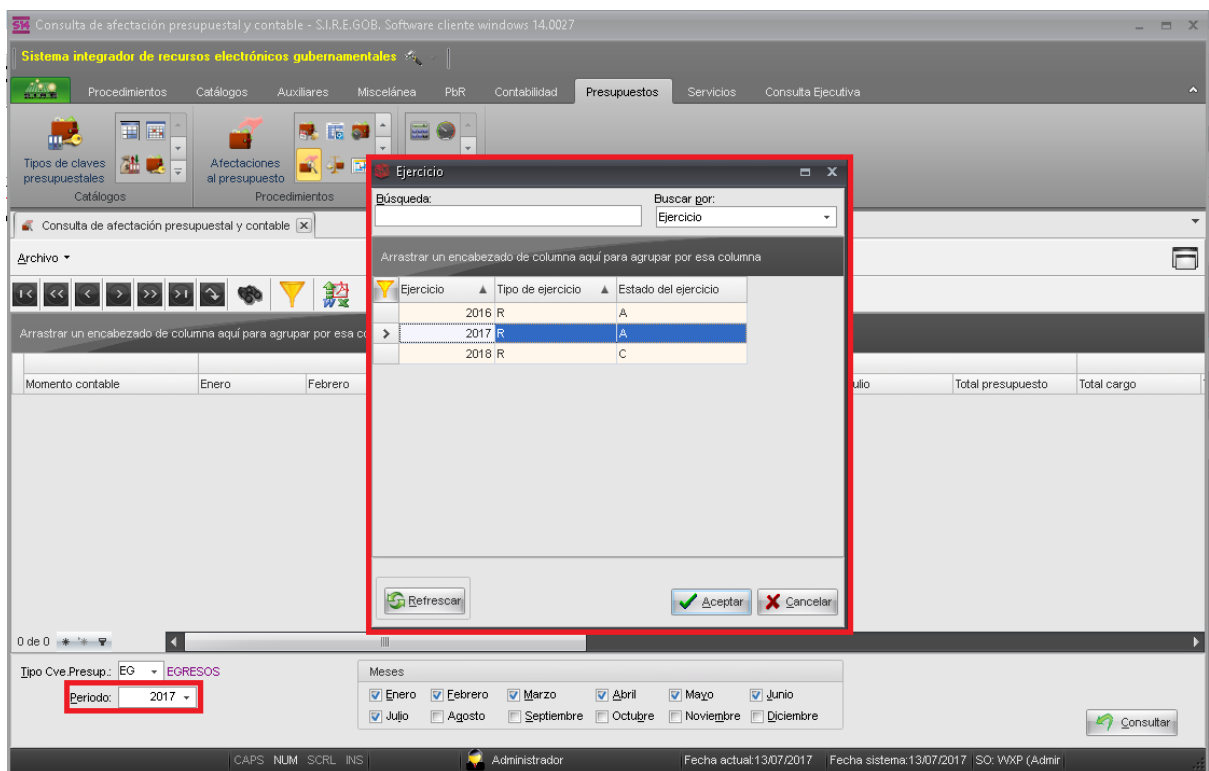 Consulta de afectación presupuestal y contable - S.I.R.E.GOB. Software cliente windows 14.0027
Sistema integrador de recursos electrónicos gubernamentales
Procedimientos Catálogos Auxiliares Miscelánea PbR Contabilidad Presupuestos Servicios Consulta Ejecutiva
Tipos de claves presupuestales
Afectaciones al presupuesto
Catálogos Procedimientos
Consulta de afectación presupuestal y contable
Archivo
Arrastrar un encabezado de columna aquí para agrupar por esa co
Momento contable Enero Febrero ulio Total presupuesto Total cargo
Ejercicio
Búsqueda: Buscar por:
Ejercicio
Arrastrar un encabezado de columna aquí para agrupar por esa columna
Ejercicio Tipo de ejercicio Estado del ejercicio
2016 R A
2017 R A
2018 R C
Refrescar Aceptar Cancelar
0 de 0
Tipo Cve.Presup.: EG EGRESOS
Periodo: 2017
Meses
Enero Febrero Marzo Abril Mayo Junio
Julio Agosto Septiembre Octubre Noviembre Diciembre
Consultar
CAPS NUM SCRL INS Administrador Fecha actual:13/07/2017 Fecha sistema:13/07/2017 SO: WXP (Admir